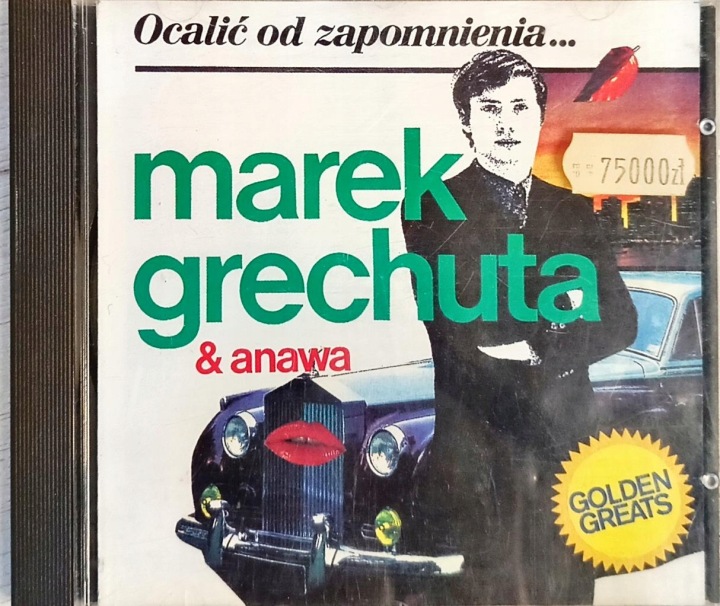 Ocalić od zapomnienia...
marek
grechuta
& anawa
75000zł
GOLDEN
GREATS